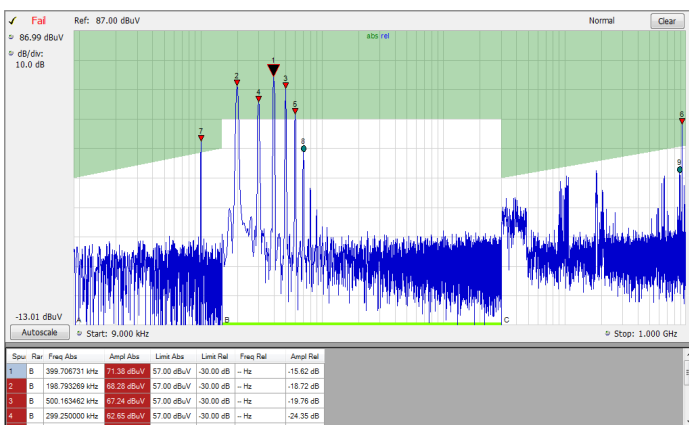 ✓ Fail Ref: 87.00 dBuV Normal Clear
86.99 dBuV abs rel
dB/div:
10.0 dB
1
2
3
4
5
6
7
8
9
-13.01 dBuV A B C
Autoscale Start: 9.000 kHz Stop: 1.000 GHz
Spu Rar Freq Abs Ampl Abs Limit Abs Limit Rel Freq Rel Ampl Rel
1 B 399.706731 kHz 71.38 dBuV 57.00 dBuV -30.00 dB -- Hz -15.62 dB
2 B 198.793269 kHz 68.28 dBuV 57.00 dBuV -30.00 dB -- Hz -18.72 dB
3 B 500.163462 kHz 67.24 dBuV 57.00 dBuV -30.00 dB -- Hz -19.76 dB
4 B 299.250000 kHz 62.65 dBuV 57.00 dBuV -30.00 dB -- Hz -24.35 dB